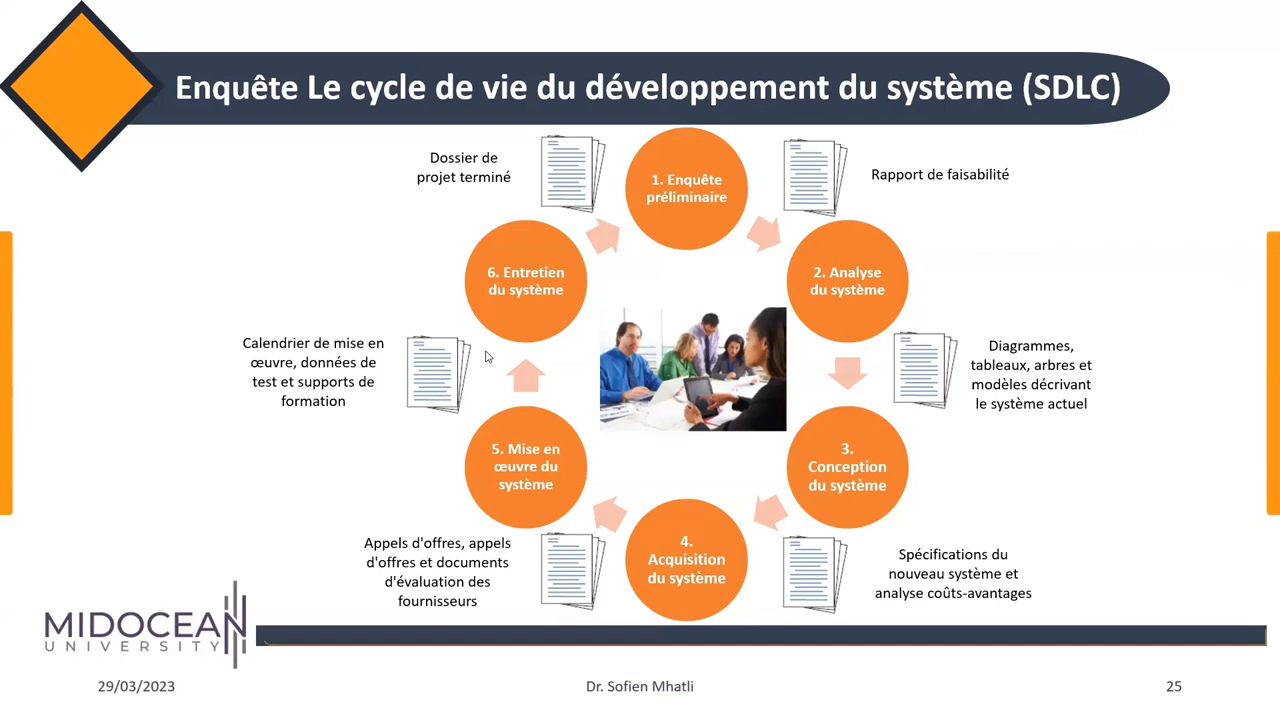 Enquête Le cycle de vie du développement du système (SDLC)
Dossier de
projet terminé
1. Enquête
préliminaire
Rapport de faisabilité
6. Entretien
du système
2. Analyse
du système
Calendrier de mise en
œuvre, données de
test et supports de
formation
Diagrammes,
tableaux, arbres et
modèles décrivant
le système actuel
5. Mise en
œuvre du
système
3.
Conception
du système
Appels d'offres, appels
d'offres et documents
d'évaluation des
fournisseurs
4.
Acquisition
du système
Spécifications du
nouveau système et
analyse coûts-avantages
MIDOCEAN
UNIVERSITY
29/03/2023
Dr. Sofien Mhatli
25